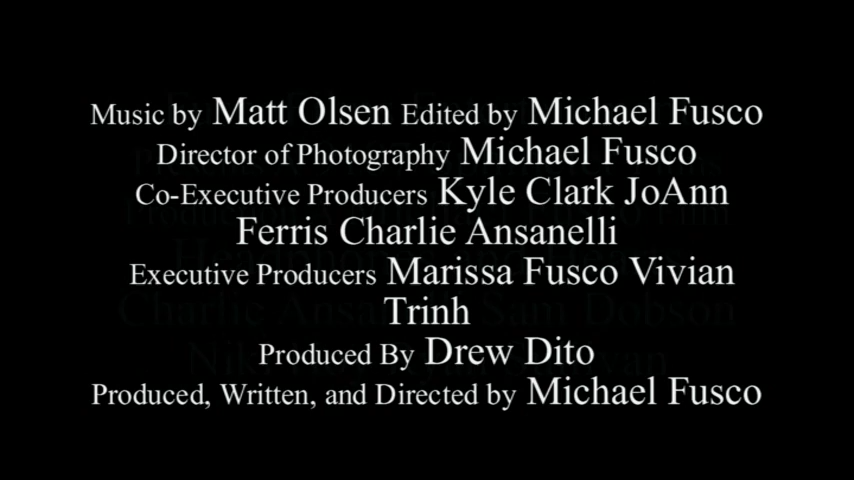 Music by Matt Olsen Edited by Michael Fusco
Director of Photography Michael Fusco
Co-Executive Producers Kyle Clark JoAnn
Ferris Charlie Ansanelli
Executive Producers Marissa Fusco Vivian
Trinh
Produced By Drew Dito
Produced, Written, and Directed by Michael Fusco